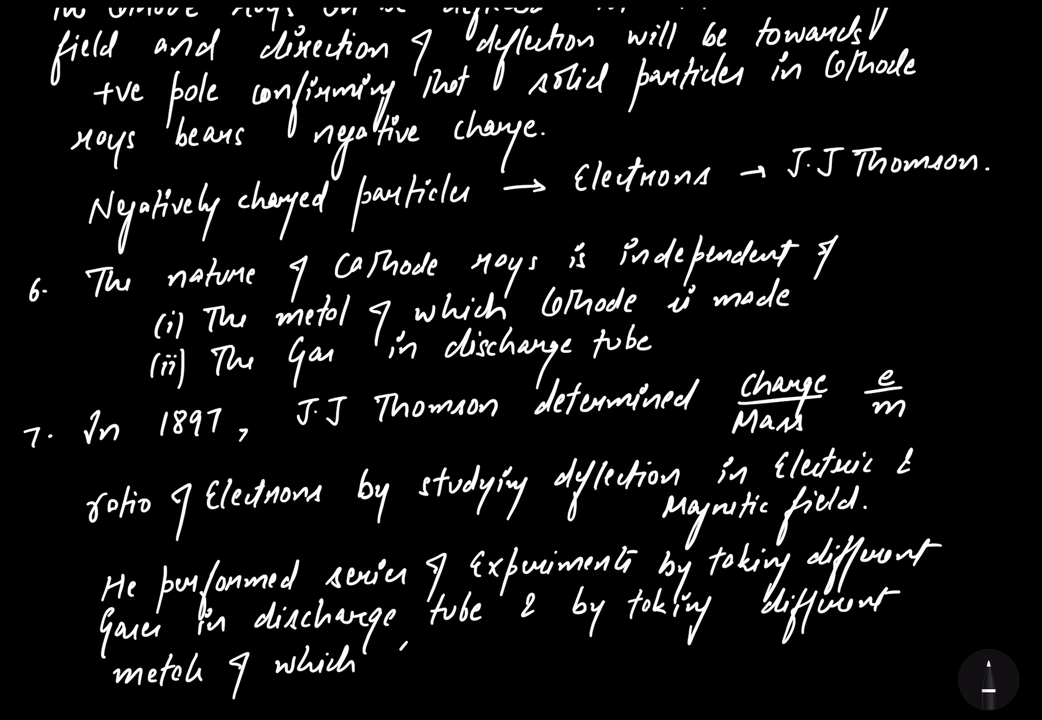 field and direction of deflection will be towards
+ve pole confirming that solid particles in Cathode
rays bears negative charge.
Negatively charged particles → Electrons → J.J Thomson.
6. The nature of Cathode rays is independent of
(i) The metal of which Cathode is made
(ii) The Gas in discharge tube
7. In 1897, J.J Thomson determined Charge/Mass e/m
ratio of Electrons by studying deflection in Electric &
Magnetic field.
He performed series of Experiments by taking different
Gases in discharge tube & by taking different
metals of which